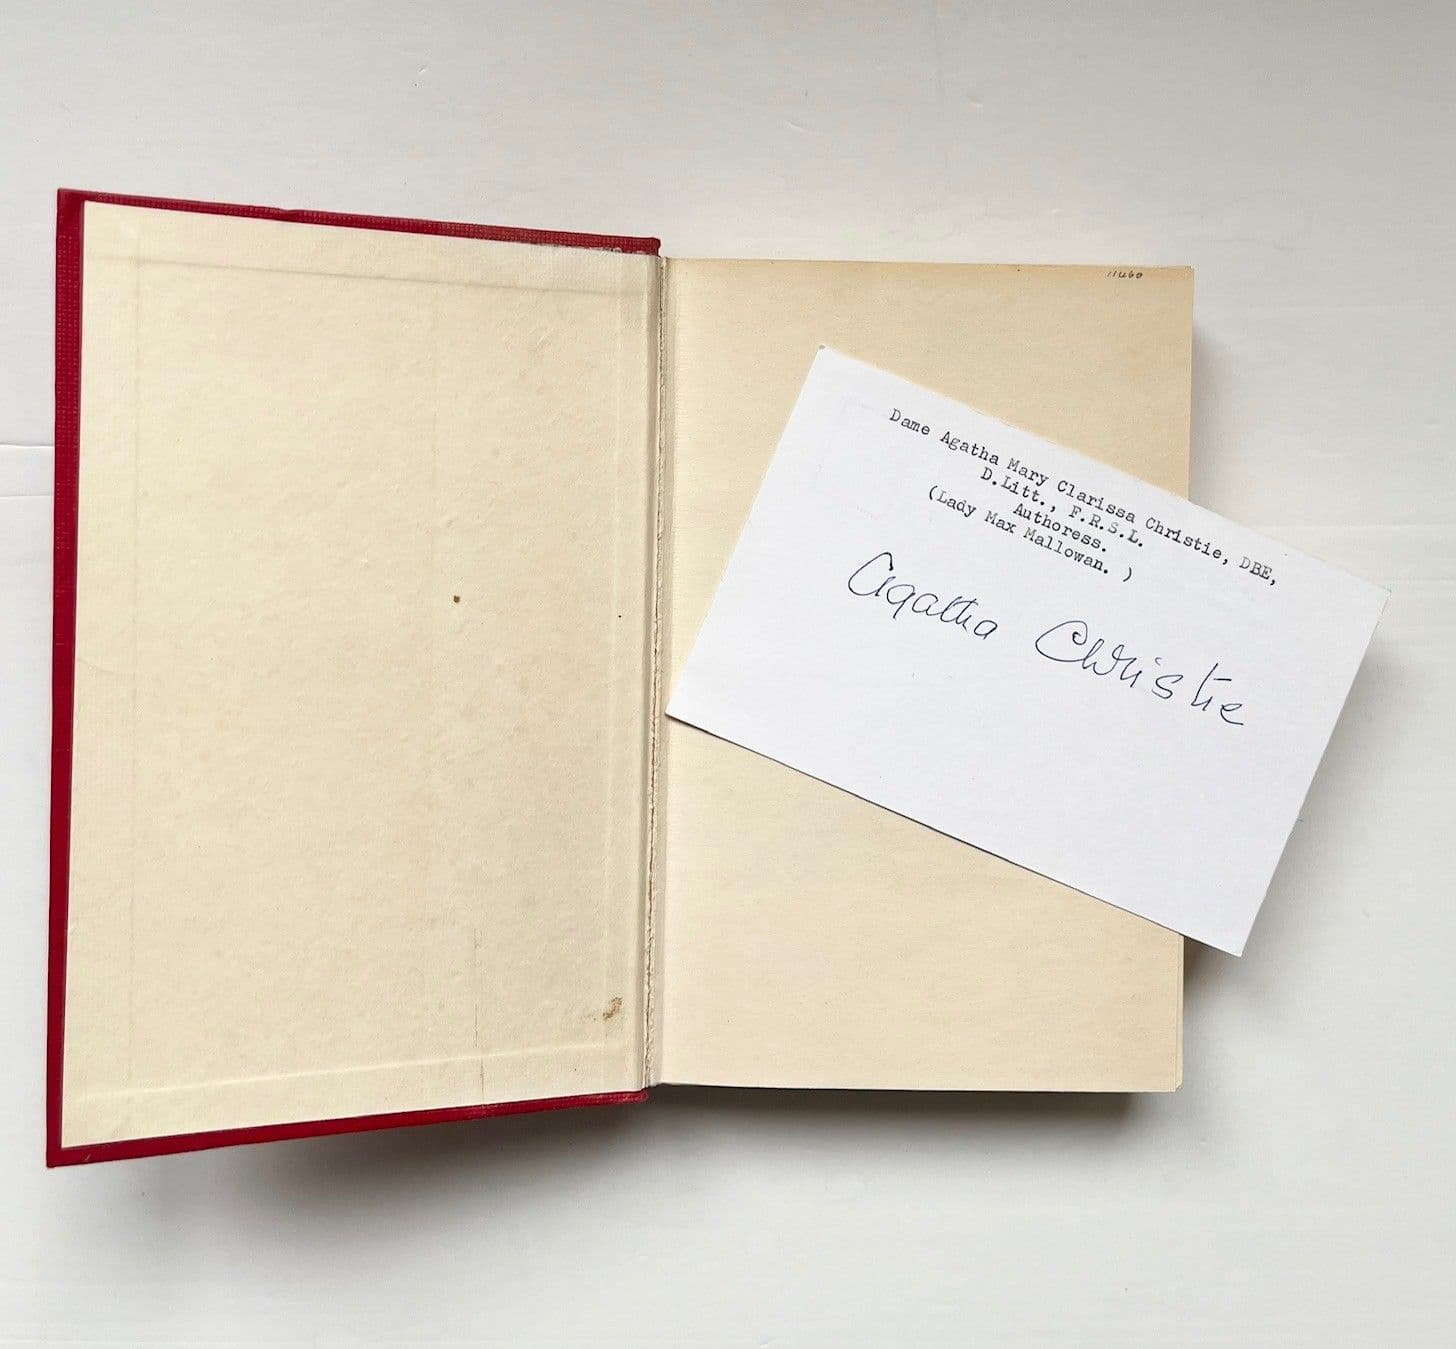 11460
Dame Agatha Mary Clarissa Christie, DBE,
D.Litt., F.R.S.L.
Authoress.
(Lady Max Mallowan. )
Agatha Christie